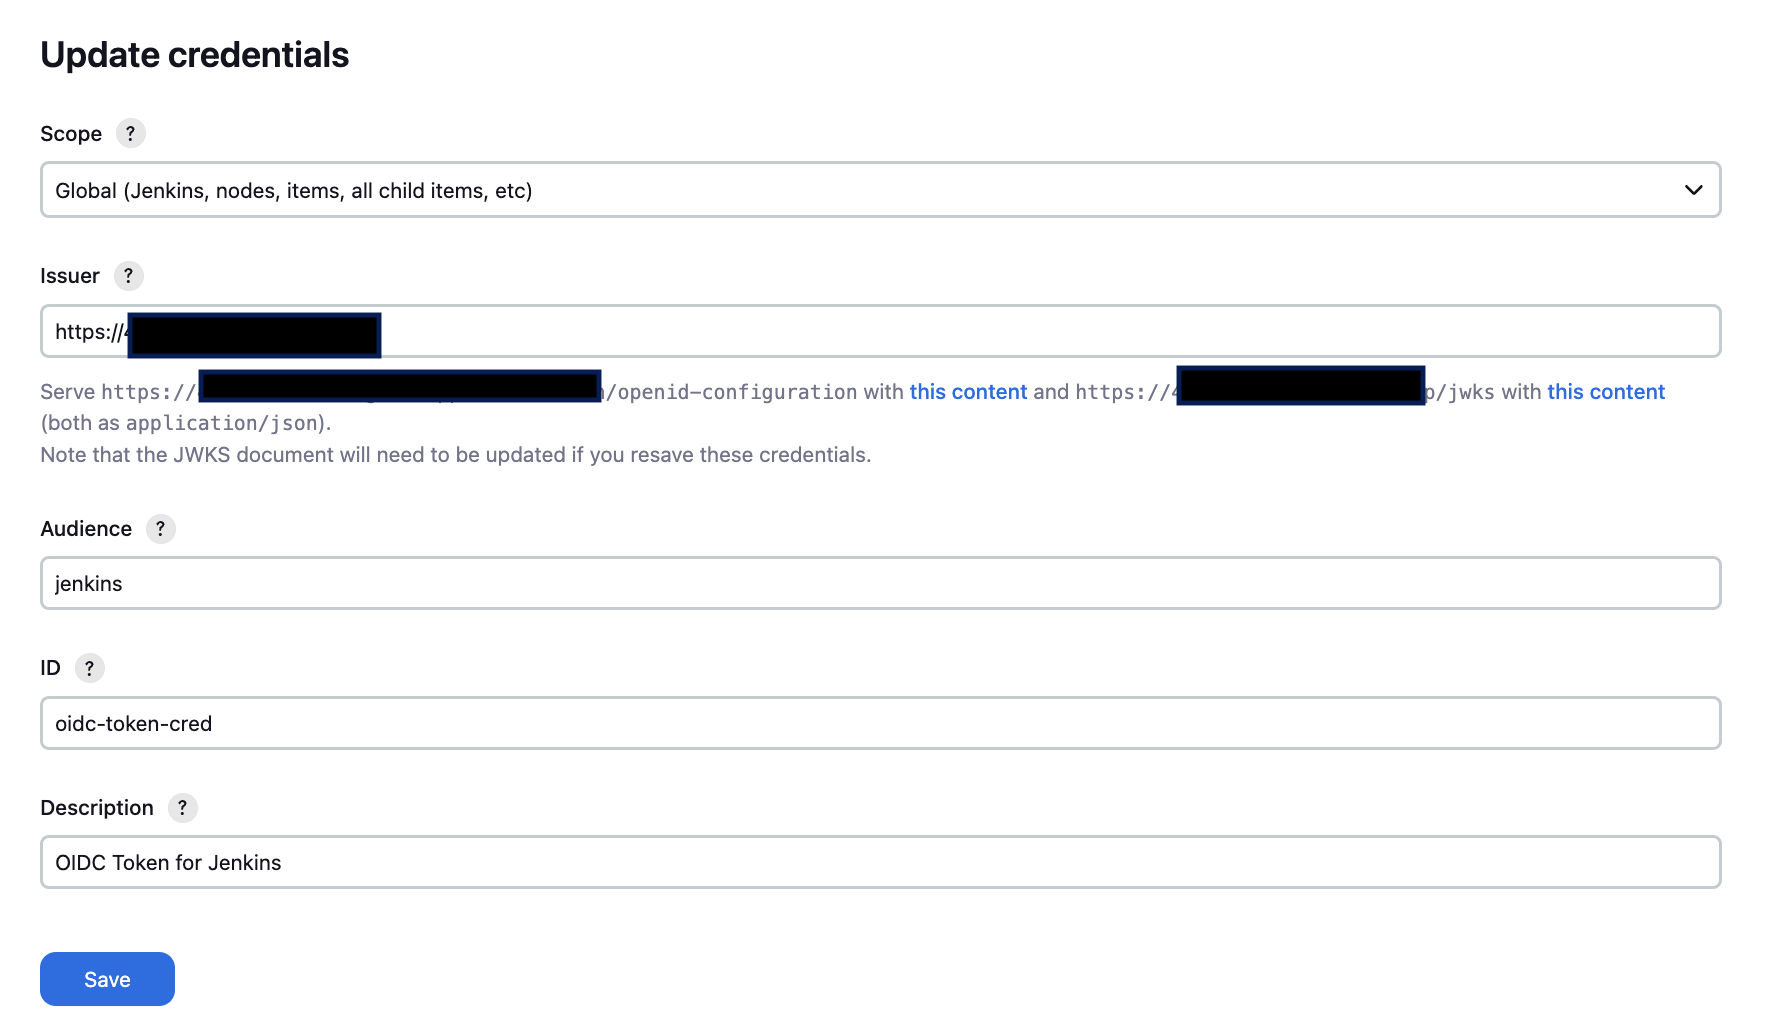 Update credentials
Scope ?
Global (Jenkins, nodes, items, all child items, etc)
Issuer ?
https://
Serve https:// /openid-configuration with this content and https:// /jwks with this content
(both as application/json).
Note that the JWKS document will need to be updated if you resave these credentials.
Audience ?
jenkins
ID ?
oidc-token-cred
Description ?
OIDC Token for Jenkins
Save